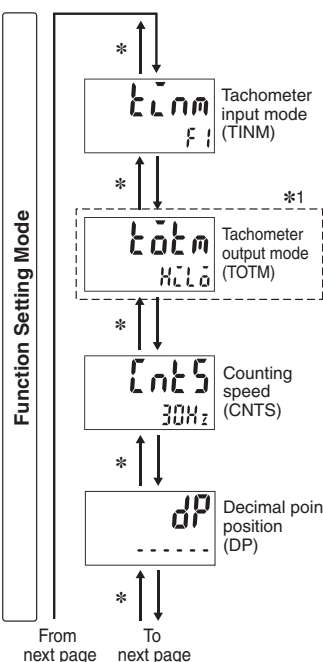 Function Setting Mode
*
tinm
F1
Tachometer
input mode
(TINM)
*
*1
totm
HiLo
Tachometer
output mode
(TOTM)
*
CntS
30Hz
Counting
speed
(CNTS)
*
dP
------
Decimal poin
position
(DP)
*
From
next page
To
next page